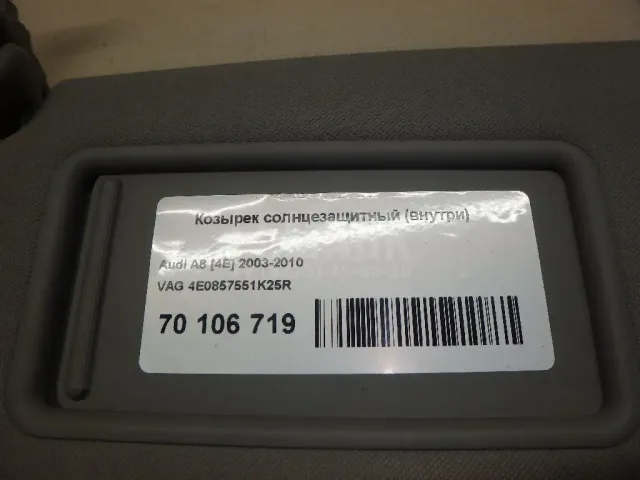 Козырек солнцезащитный (внутри)
Audi A8 [4E] 2003-2010
VAG 4E0857551K25R
70 106 719